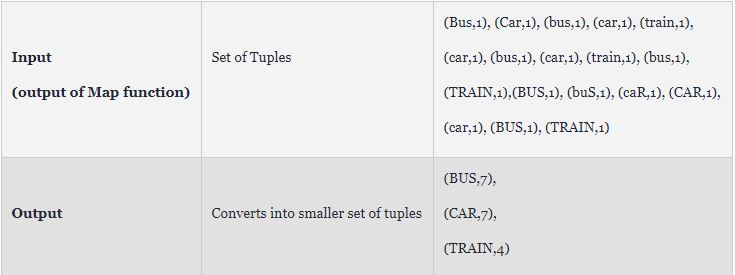 (Bus,1), (Car,1), (bus,1), (car,1), (train,1),
Input
Set of Tuples
(car,1), (bus,1), (car,1), (train,1), (bus,1),
(output of Map function)
(TRAIN,1),(BUS,1), (buS,1), (caR,1), (CAR,1),
(car,1), (BUS,1), (TRAIN,1)
(BUS,7),
Output
Converts into smaller set of tuples
(CAR,7),
(TRAIN,4)